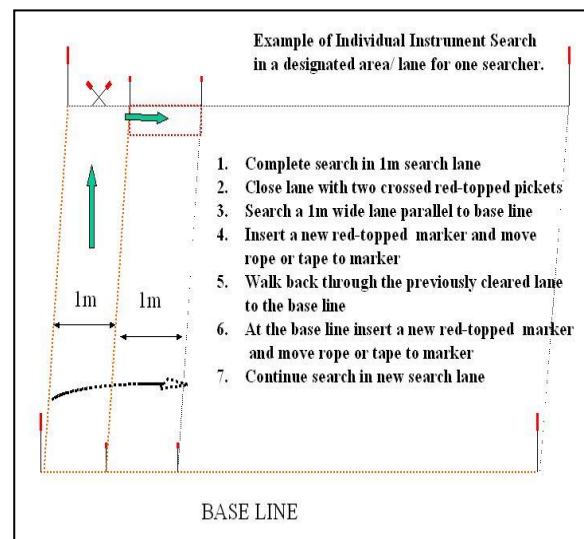 Example of Individual Instrument Search
in a designated area/ lane for one searcher.
1. Complete search in 1m search lane
2. Close lane with two crossed red-topped pickets
3. Search a 1m wide lane parallel to base line
4. Insert a new red-topped marker and move
rope or tape to marker
5. Walk back through the previously cleared lane
to the base line
6. At the base line insert a new red-topped marker
and move rope or tape to marker
7. Continue search in new search lane
1m
1m
BASE LINE